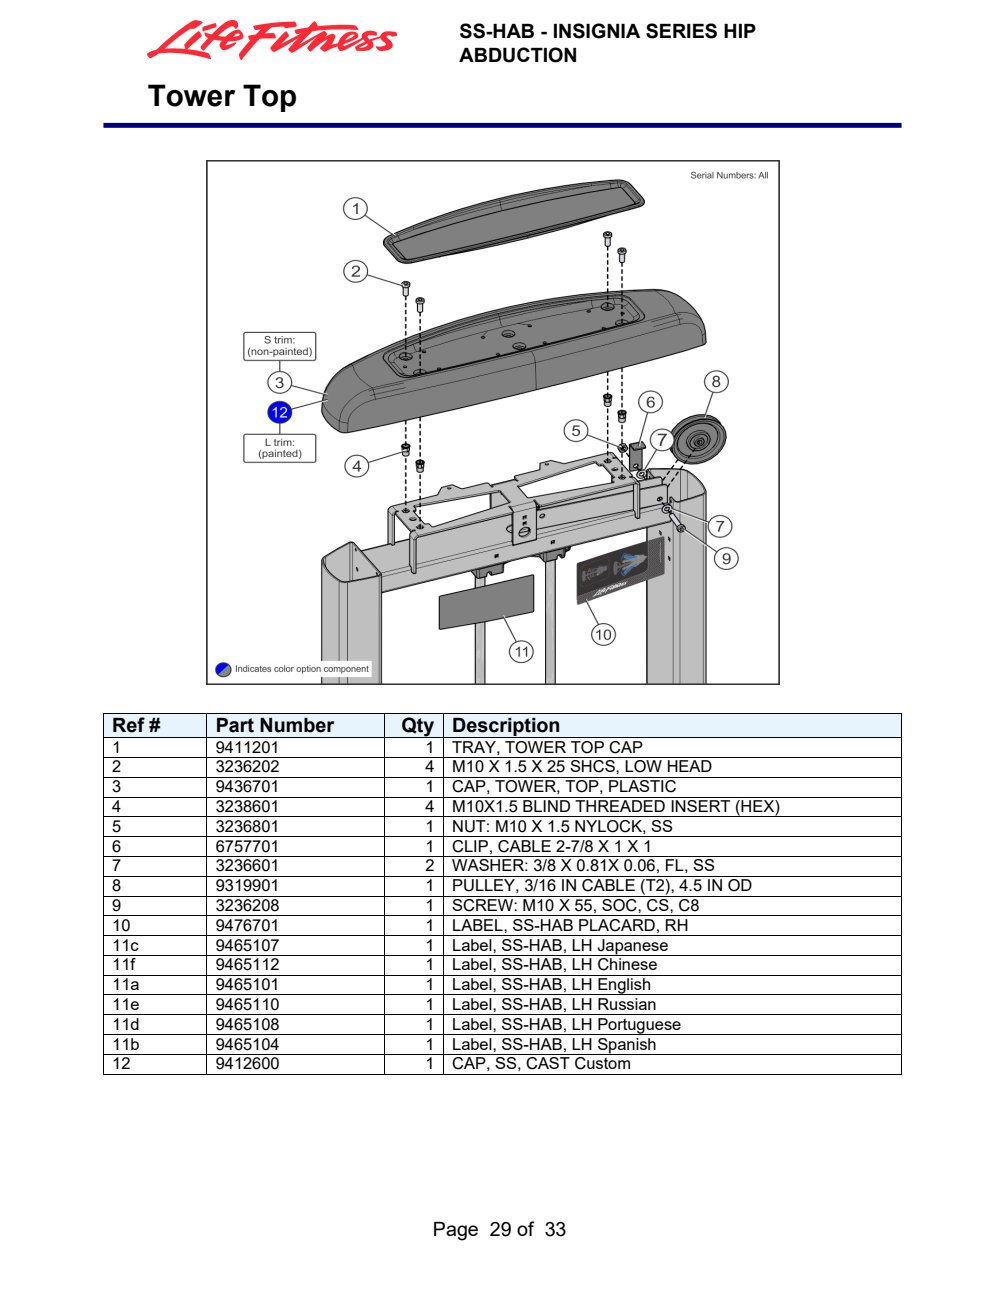 Life Fitness
SS-HAB - INSIGNIA SERIES HIP
ABDUCTION
Tower Top
Serial Numbers: All
1
2
S trim:
(non-painted)
3
12
L trim:
(painted)
4
5
6
7
8
7
9
10
11
Life Fitness
Indicates color option component
Ref # Part Number Qty Description
1 9411201 1 TRAY, TOWER TOP CAP
2 3236202 4 M10 X 1.5 X 25 SHCS, LOW HEAD
3 9436701 1 CAP, TOWER, TOP, PLASTIC
4 3238601 4 M10X1.5 BLIND THREADED INSERT (HEX)
5 3236801 1 NUT: M10 X 1.5 NYLOCK, SS
6 6757701 1 CLIP, CABLE 2-7/8 X 1 X 1
7 3236601 2 WASHER: 3/8 X 0.81X 0.06, FL, SS
8 9319901 1 PULLEY, 3/16 IN CABLE (T2), 4.5 IN OD
9 3236208 1 SCREW: M10 X 55, SOC, CS, C8
10 9476701 1 LABEL, SS-HAB PLACARD, RH
11c 9465107 1 Label, SS-HAB, LH Japanese
11f 9465112 1 Label, SS-HAB, LH Chinese
11a 9465101 1 Label, SS-HAB, LH English
11e 9465110 1 Label, SS-HAB, LH Russian
11d 9465108 1 Label, SS-HAB, LH Portuguese
11b 9465104 1 Label, SS-HAB, LH Spanish
12 9412600 1 CAP, SS, CAST Custom
Page 29 of 33